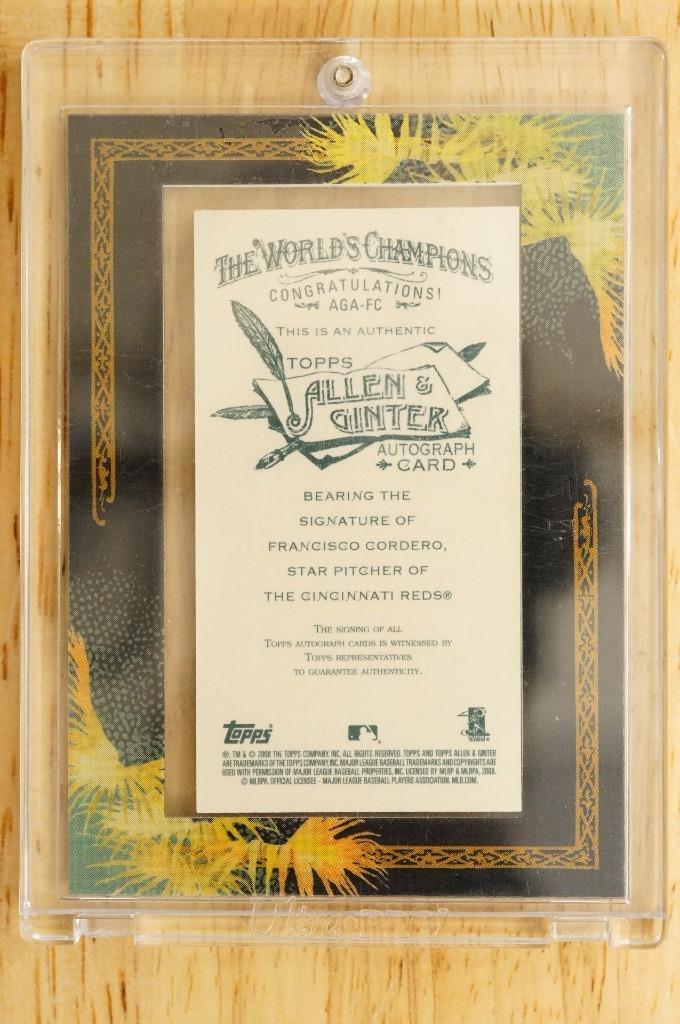 THE WORLD'S CHAMPIONS
CONGRATULATIONS!
AGA-FC
THIS IS AN AUTHENTIC
TOPPS
ALLEN &
GINTER
AUTOGRAPH
CARD
BEARING THE
SIGNATURE OF
FRANCISCO CORDERO,
STAR PITCHER OF
THE CINCINNATI REDS®
THE SIGNING OF ALL
TOPPS AUTOGRAPH CARDS IS WITNESSED BY
TOPPS REPRESENTATIVES
TO GUARANTEE AUTHENTICITY.
Topps
®, TM & © 2008 THE TOPPS COMPANY, INC. ALL RIGHTS RESERVED. TOPPS AND TOPPS ALLEN & GINTER
ARE TRADEMARKS OF THE TOPPS COMPANY, INC. MAJOR LEAGUE BASEBALL TRADEMARKS AND COPYRIGHTS ARE
USED WITH PERMISSION OF MAJOR LEAGUE BASEBALL PROPERTIES, INC. LICENSED BY MLBP & MLBPA, 2008.
© MLBPA, OFFICIAL LICENSEE - MAJOR LEAGUE BASEBALL PLAYERS ASSOCIATION. MLB.COM.
Ultra PRO